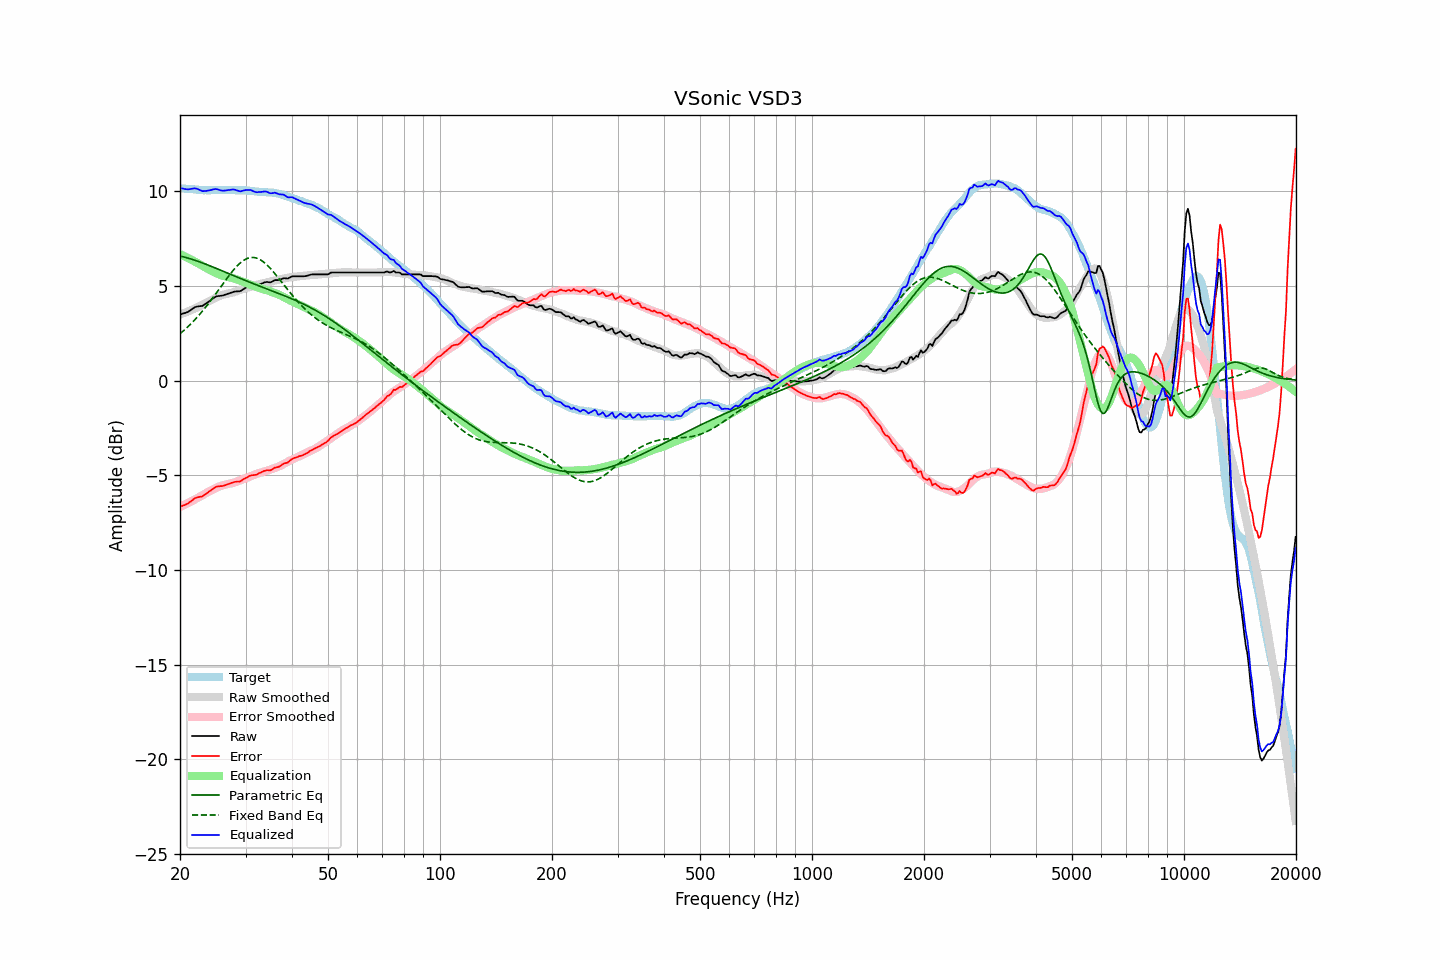 VSonic VSD3
Amplitude (dBr)
10
5
0
−5
−10
−15
−20
−25
Target
Raw Smoothed
Error Smoothed
Raw
Error
Equalization
Parametric Eq
Fixed Band Eq
Equalized
20 50 100 200 500 1000 2000 5000 10000 20000
Frequency (Hz)